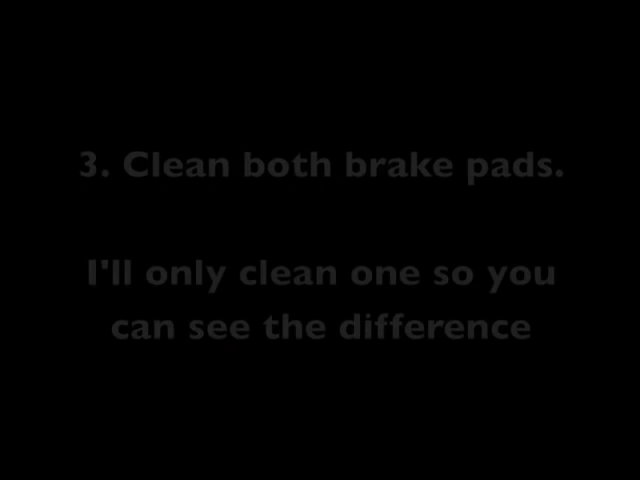 3. Clean both brake pads.
I'll only clean one so you
can see the difference